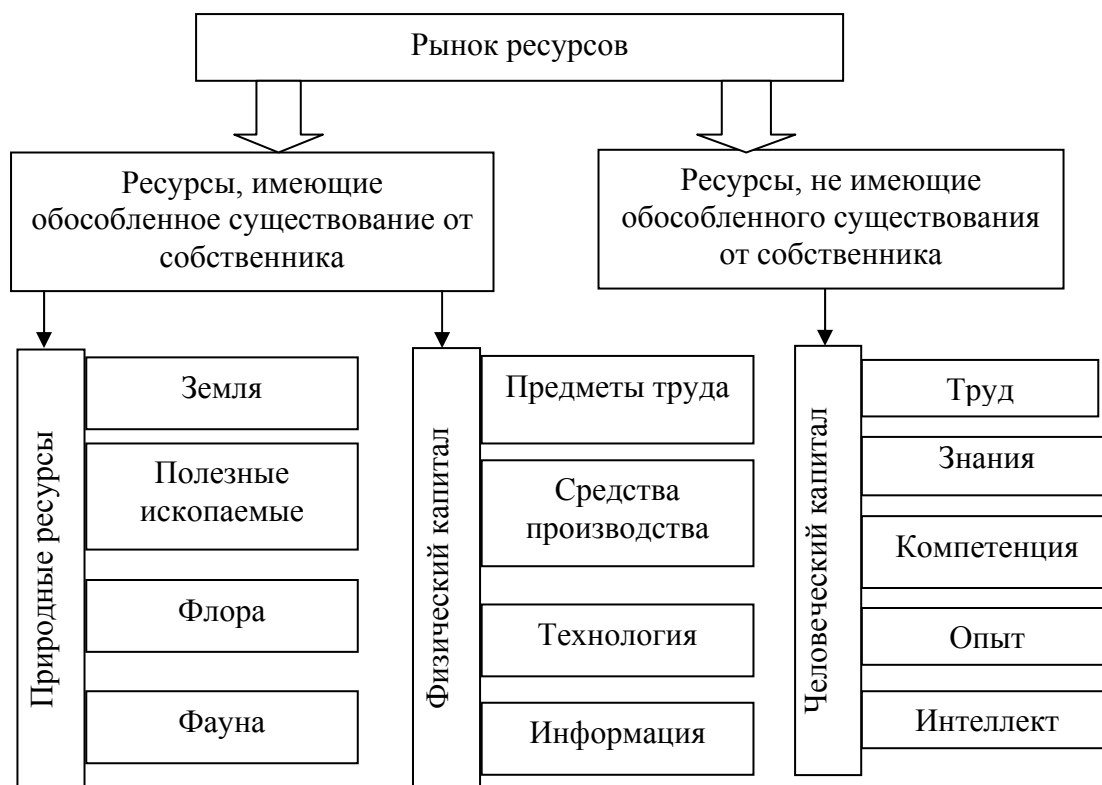 Рынок ресурсов
Ресурсы, имеющие
обособленное существование от
собственника
Ресурсы, не имеющие
обособленного существования
от собственника
Природные ресурсы
Земля
Полезные
ископаемые
Флора
Фауна
Физический капитал
Предметы труда
Средства
производства
Технология
Информация
Человеческий капитал
Труд
Знания
Компетенция
Опыт
Интеллект